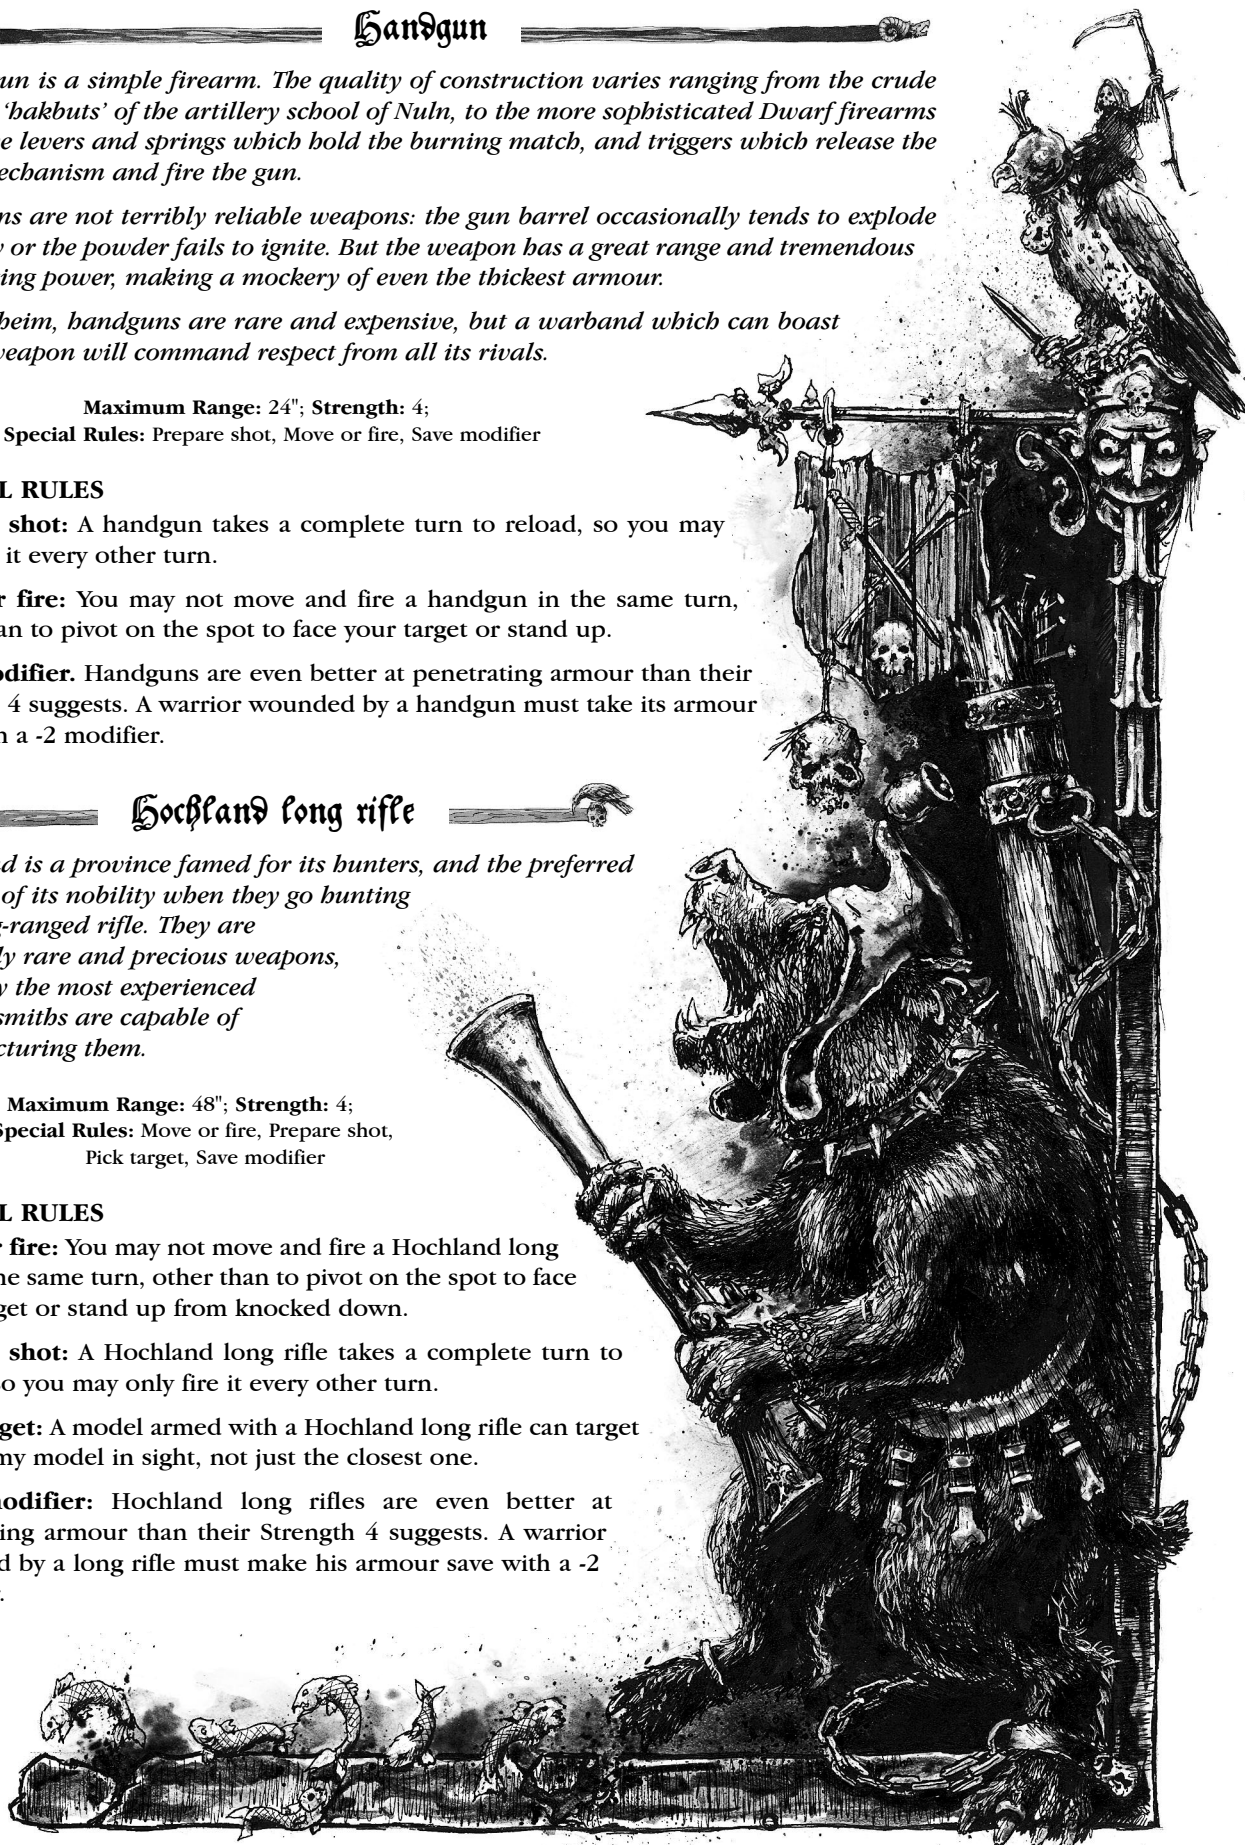 Handgun
un is a simple firearm. The quality of construction varies ranging from the crude
‘hakbuts’ of the artillery school of Nuln, to the more sophisticated Dwarf firearms
e levers and springs which hold the burning match, and triggers which release the
echanism and fire the gun.
ns are not terribly reliable weapons: the gun barrel occasionally tends to explode
y or the powder fails to ignite. But the weapon has a great range and tremendous
ing power, making a mockery of even the thickest armour.
heim, handguns are rare and expensive, but a warband which can boast
weapon will command respect from all its rivals.
Maximum Range: 24"; Strength: 4;
Special Rules: Prepare shot, Move or fire, Save modifier
L RULES
shot: A handgun takes a complete turn to reload, so you may
it every other turn.
r fire: You may not move and fire a handgun in the same turn,
an to pivot on the spot to face your target or stand up.
odifier. Handguns are even better at penetrating armour than their
4 suggests. A warrior wounded by a handgun must take its armour
n a -2 modifier.
Hochland long rifle
nd is a province famed for its hunters, and the preferred
of its nobility when they go hunting
g-ranged rifle. They are
ly rare and precious weapons,
y the most experienced
smiths are capable of
cturing them.
Maximum Range: 48"; Strength: 4;
Special Rules: Move or fire, Prepare shot,
Pick target, Save modifier
L RULES
r fire: You may not move and fire a Hochland long
he same turn, other than to pivot on the spot to face
get or stand up from knocked down.
shot: A Hochland long rifle takes a complete turn to
so you may only fire it every other turn.
get: A model armed with a Hochland long rifle can target
my model in sight, not just the closest one.
modifier: Hochland long rifles are even better at
ing armour than their Strength 4 suggests. A warrior
d by a long rifle must make his armour save with a -2
r.